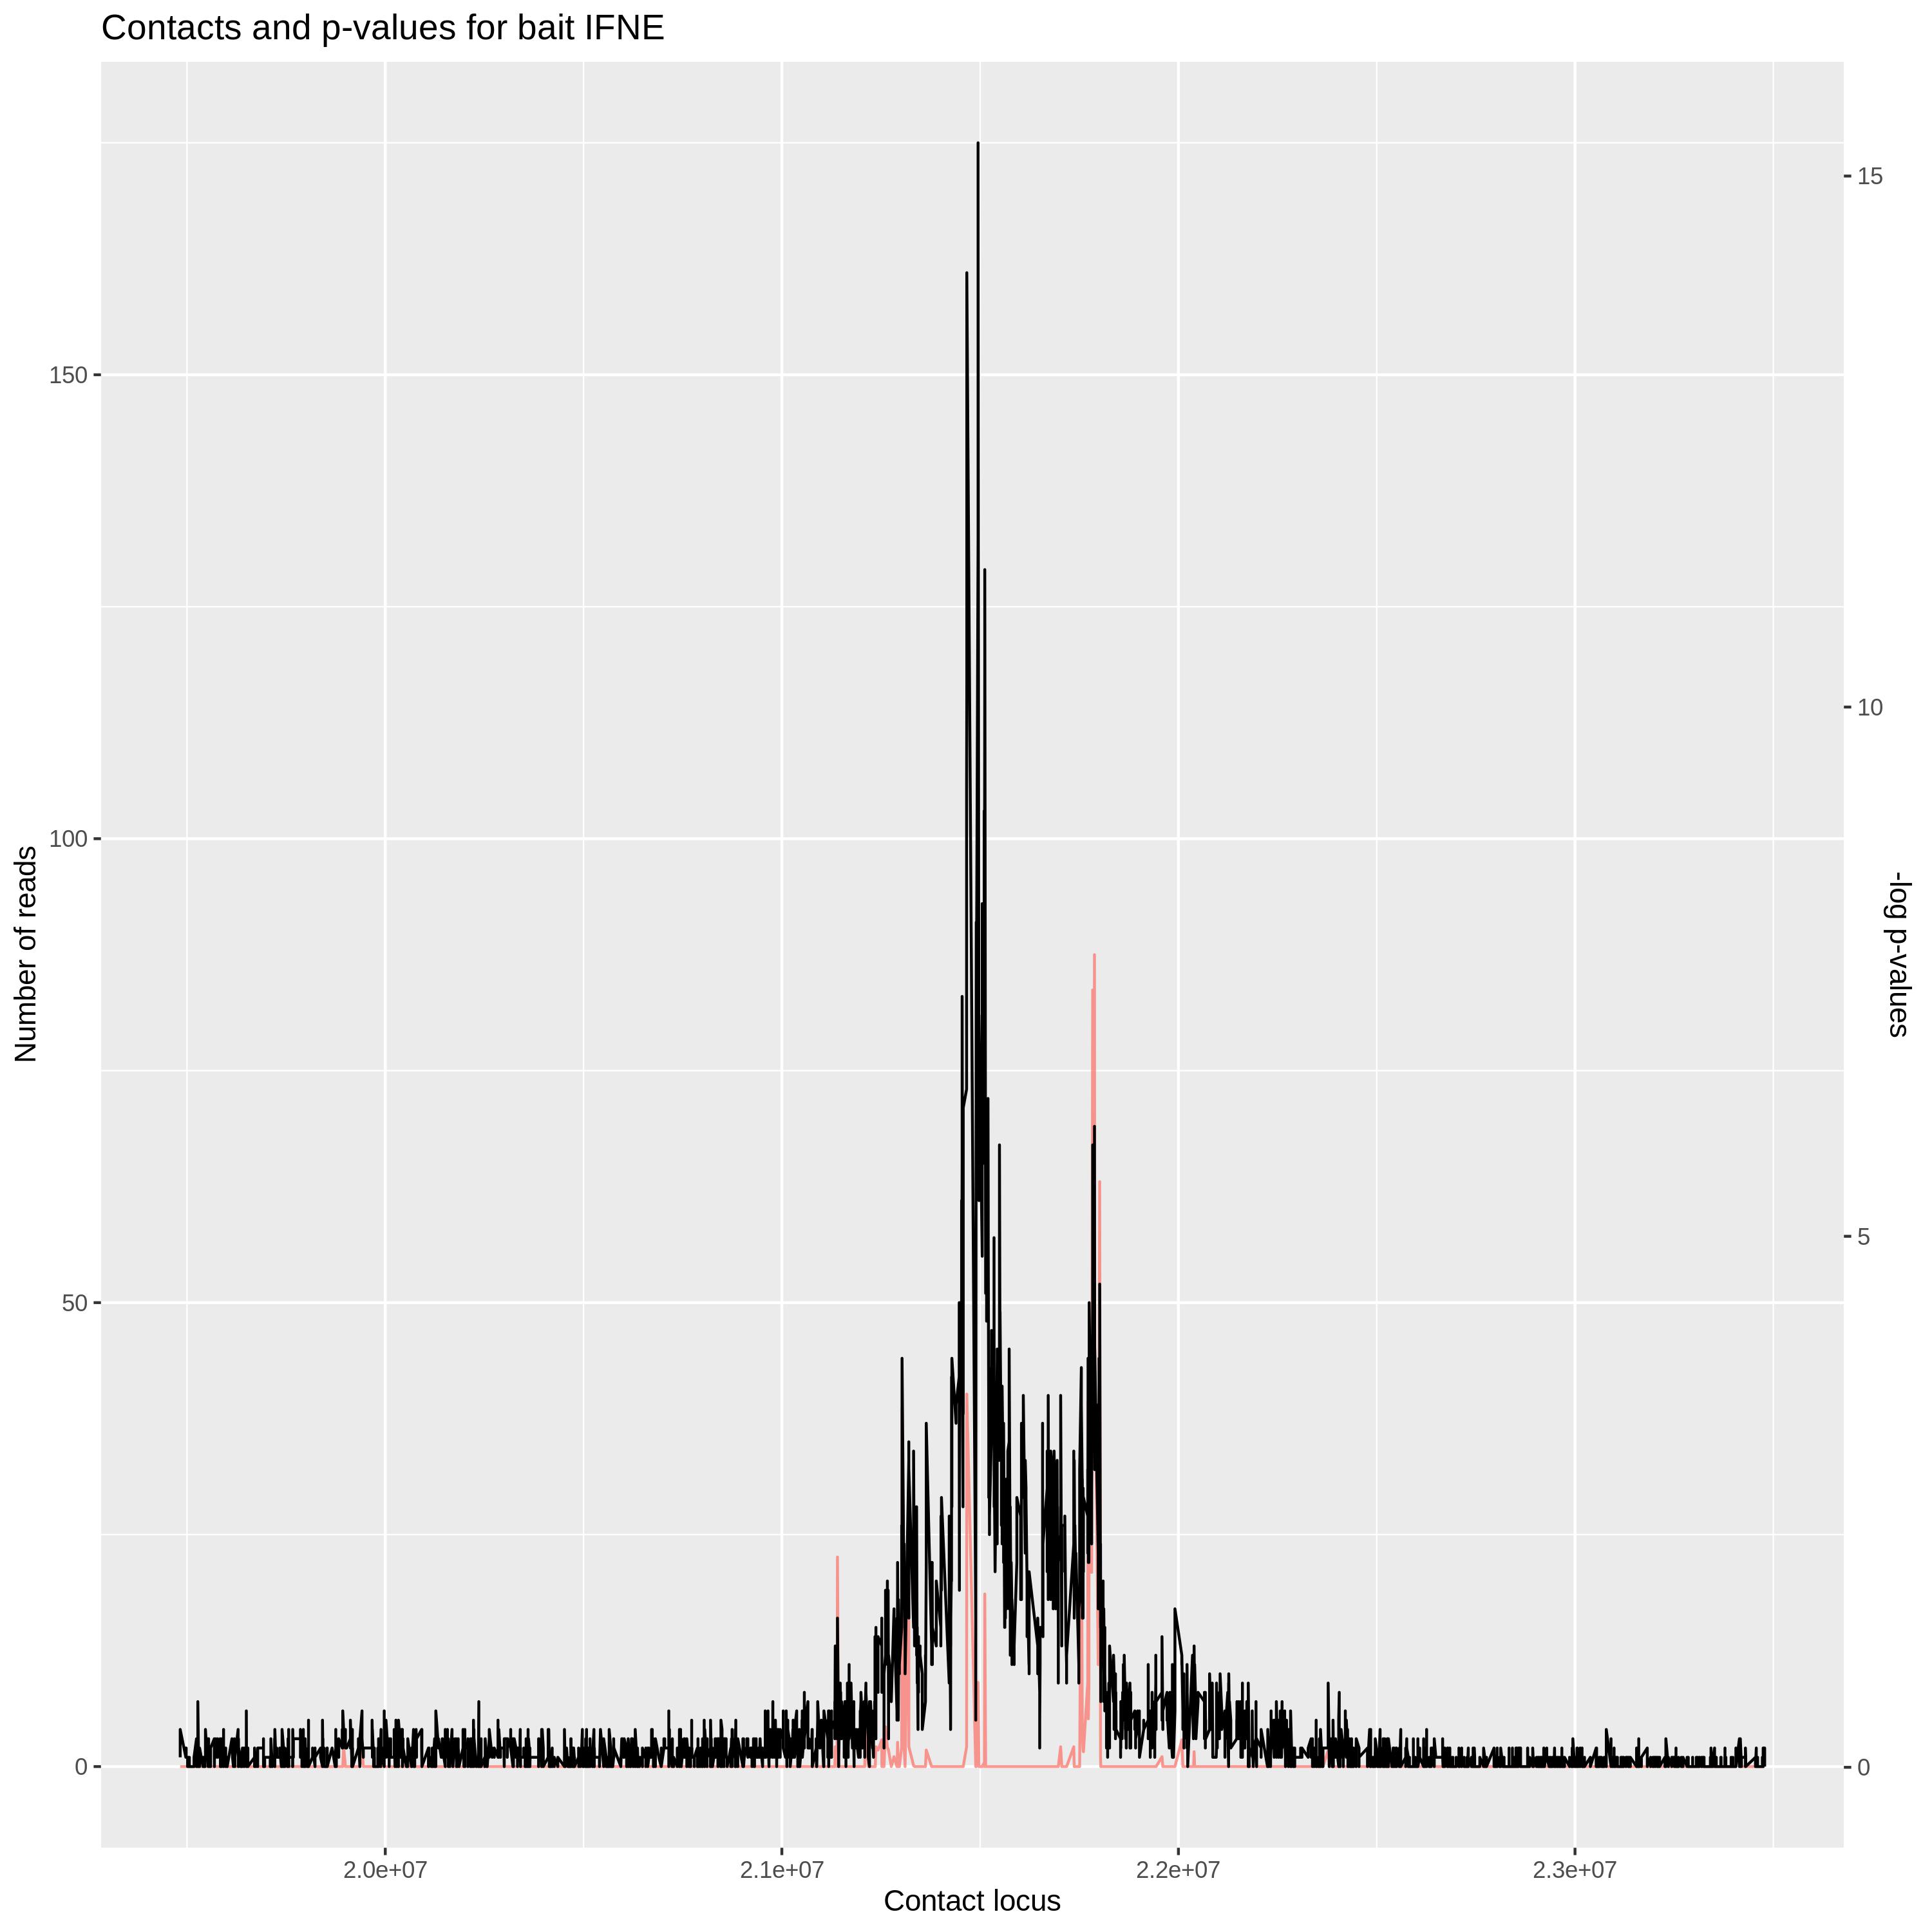 Contacts and p-values for bait IFNE
150
100
50
0
Number of reads
15
10
5
0
-log p-values
2.0e+07 2.1e+07 2.2e+07 2.3e+07
Contact locus